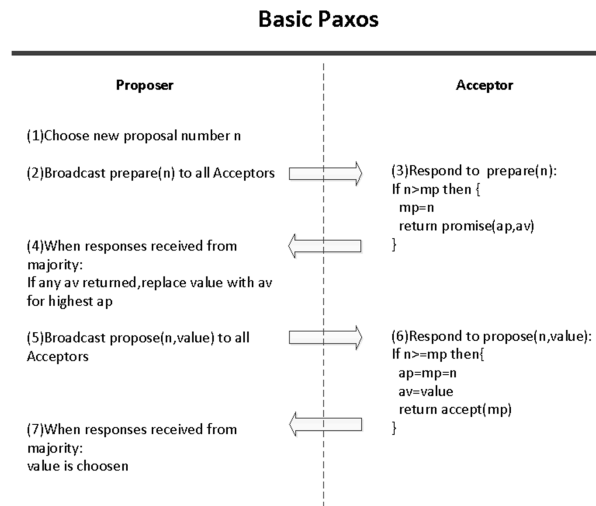 Basic Paxos
Proposer
Acceptor
(1)Choose new proposal number n
(2)Broadcast prepare(n) to all Acceptors
(3)Respond to prepare(n):
If n>mp then {
mp=n
return promise(ap,av)
}
(4)When responses received from
majority:
If any av returned,replace value with av
for highest ap
(5)Broadcast propose(n,value) to all
Acceptors
(6)Respond to propose(n,value):
If n>=mp then{
ap=mp=n
av=value
return accept(mp)
}
(7)When responses received from
majority:
value is choosen